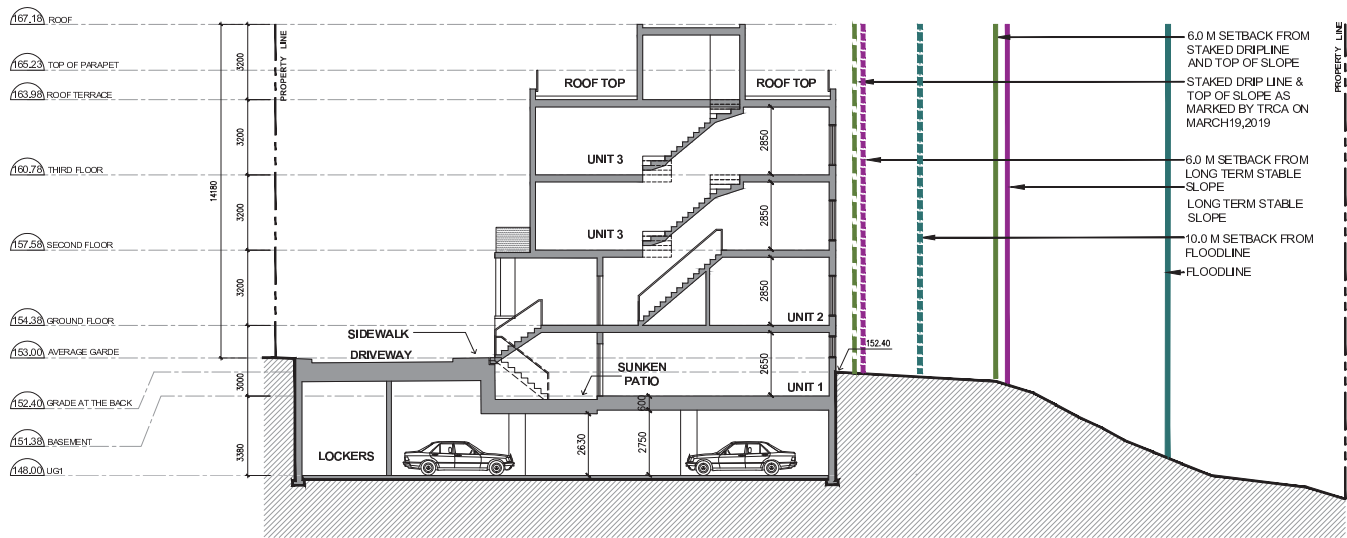 167.18 ROOF
165.23 TOP OF PARAPET
163.98 ROOF TERRACE
160.78 THIRD FLOOR
157.58 SECOND FLOOR
154.38 GROUND FLOOR
153.00 AVERAGE GARDE
152.40 GRADE AT THE BACK
151.38 BASEMENT
148.00 UG1
14180
3200
3200
3200
3200
3200
3000
3380
PROPERTY LINE
ROOF TOP
ROOF TOP
UNIT 3
2850
UNIT 3
2850
2850
UNIT 2
SIDEWALK
DRIVEWAY
SUNKEN
PATIO
2650
UNIT 1
600
152.40
LOCKERS
2630
2750
6.0 M SETBACK FROM
STAKED DRIPLINE
AND TOP OF SLOPE
STAKED DRIP LINE &
TOP OF SLOPE AS
MARKED BY TRCA ON
MARCH19,2019
6.0 M SETBACK FROM
LONG TERM STABLE
SLOPE
LONG TERM STABLE
SLOPE
10.0 M SETBACK FROM
FLOODLINE
FLOODLINE
PROPERTY LINE